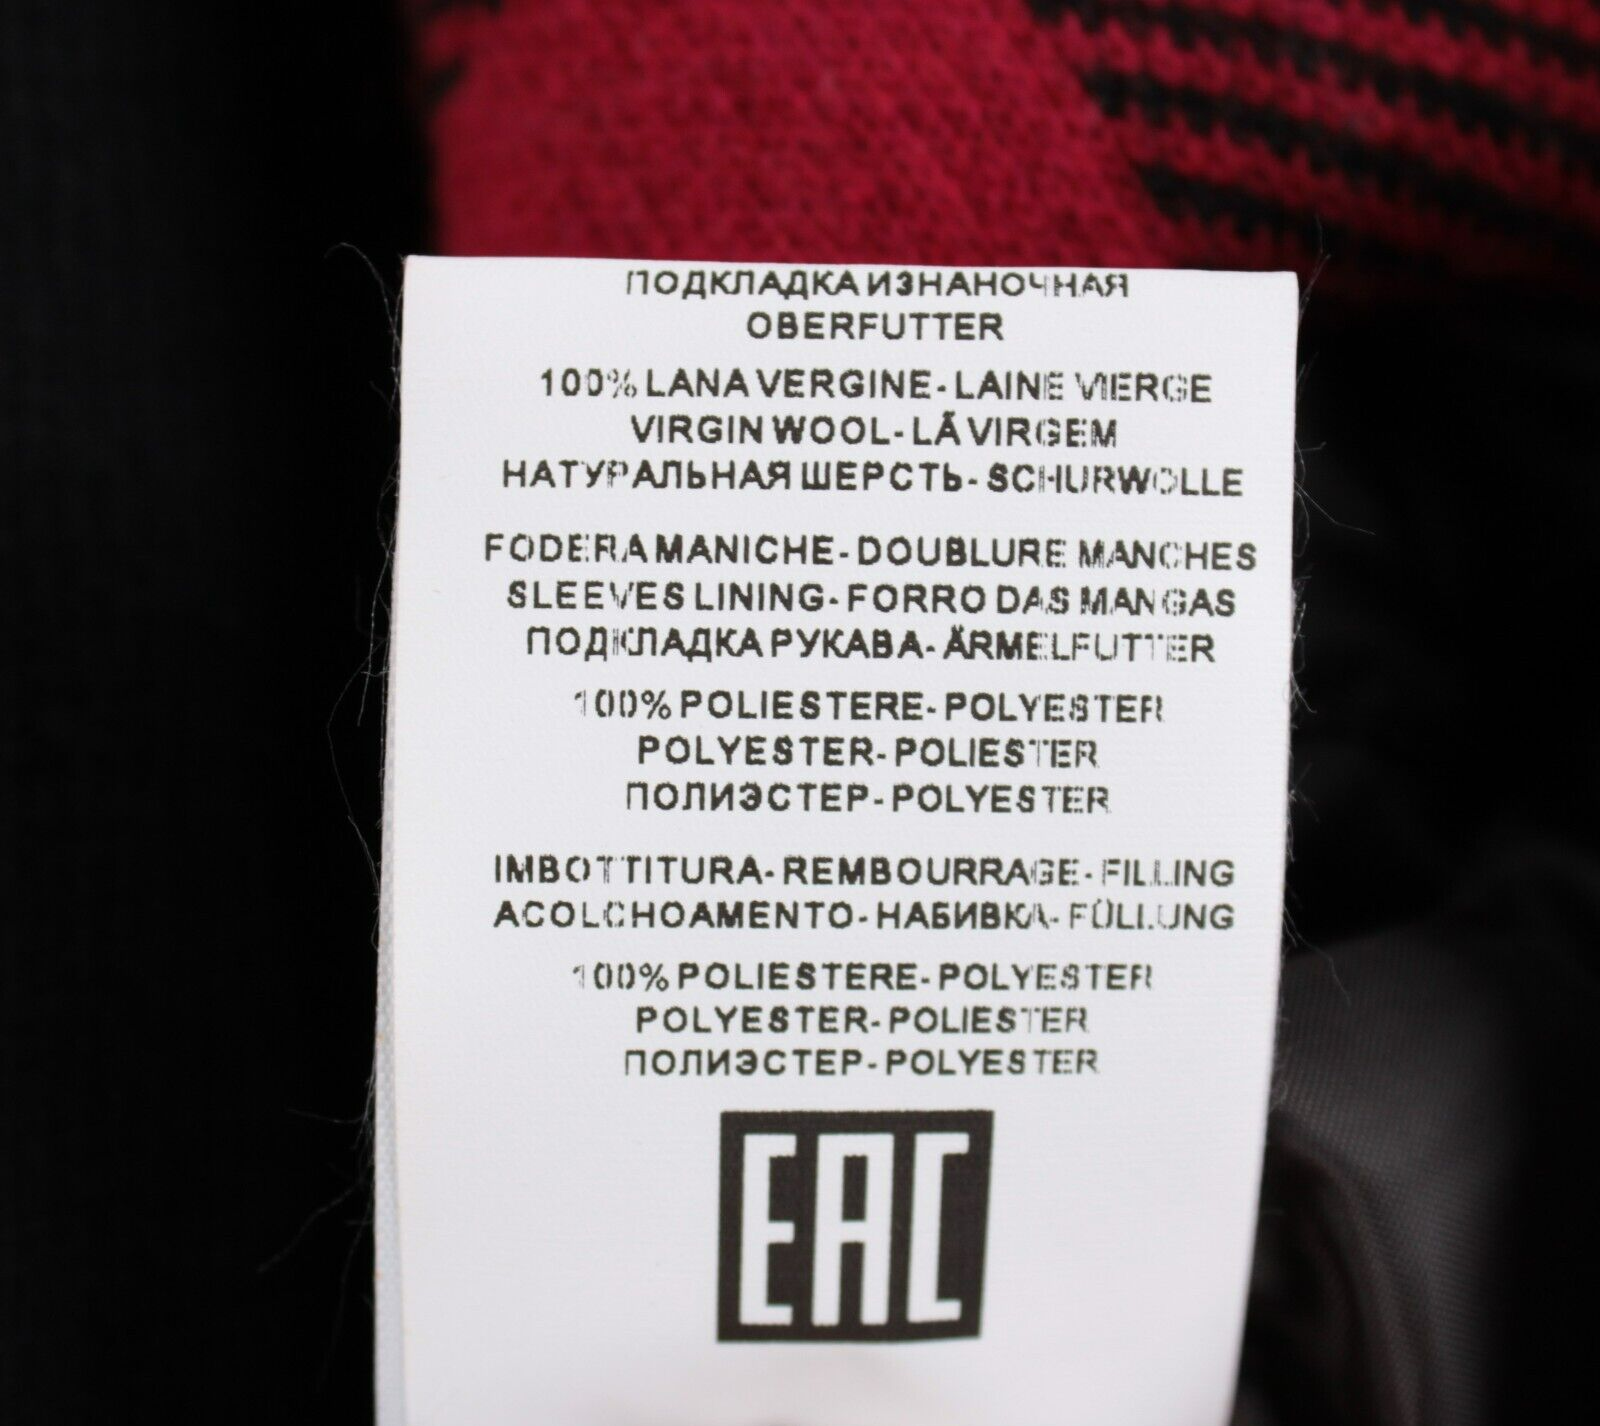 ПОДКЛАДКА ИЗНАНОЧНАЯ
OBERFUTTER
100% LANA VERGINE - LAINE VIERGE
VIRGIN WOOL - LÃ VIRGEM
НАТУРАЛЬНАЯ ШЕРСТЬ - SCHURWOLLE
FODERA MANICHE - DOUBLURE MANCHES
SLEEVES LINING - FORRO DAS MANGAS
ПОДКЛАДКА РУКАВА - ÄRMELFUTTER
100% POLIESTERE - POLYESTER
POLYESTER - POLIESTER
ПОЛИЭСТЕР - POLYESTER
IMBOTTITURA - REMBOURRAGE - FILLING
ACOLCHOAMENTO - НАБИВКА - FÜLLUNG
100% POLIESTERE - POLYESTER
POLYESTER - POLIESTER
ПОЛИЭСТЕР - POLYESTER
EAC